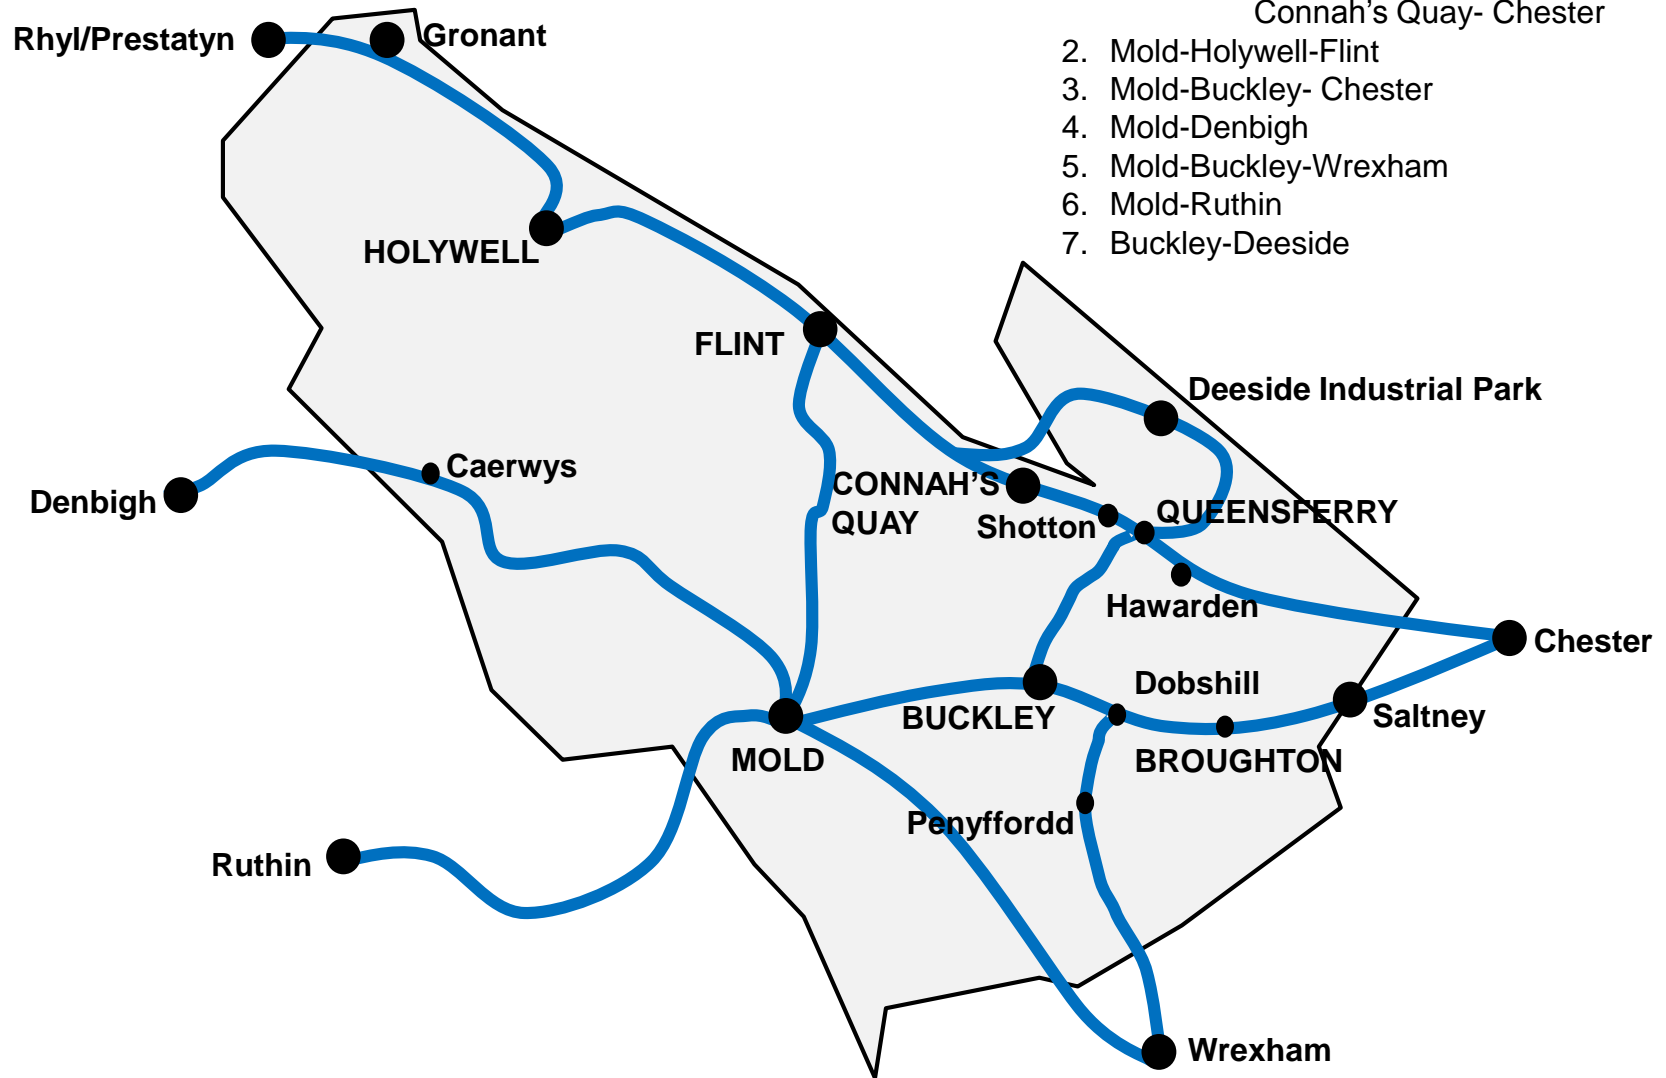 Connah's Quay- Chester
2. Mold-Holywell-Flint
3. Mold-Buckley- Chester
4. Mold-Denbigh
5. Mold-Buckley-Wrexham
6. Mold-Ruthin
7. Buckley-Deeside
Rhyl/Prestatyn
Gronant
HOLYWELL
FLINT
Deeside Industrial Park
Caerwys
Denbigh
CONNAH'S
QUAY
Shotton
QUEENSFERRY
Hawarden
Chester
Dobshill
BUCKLEY
Saltney
MOLD
BROUGHTON
Penyffordd
Ruthin
Wrexham